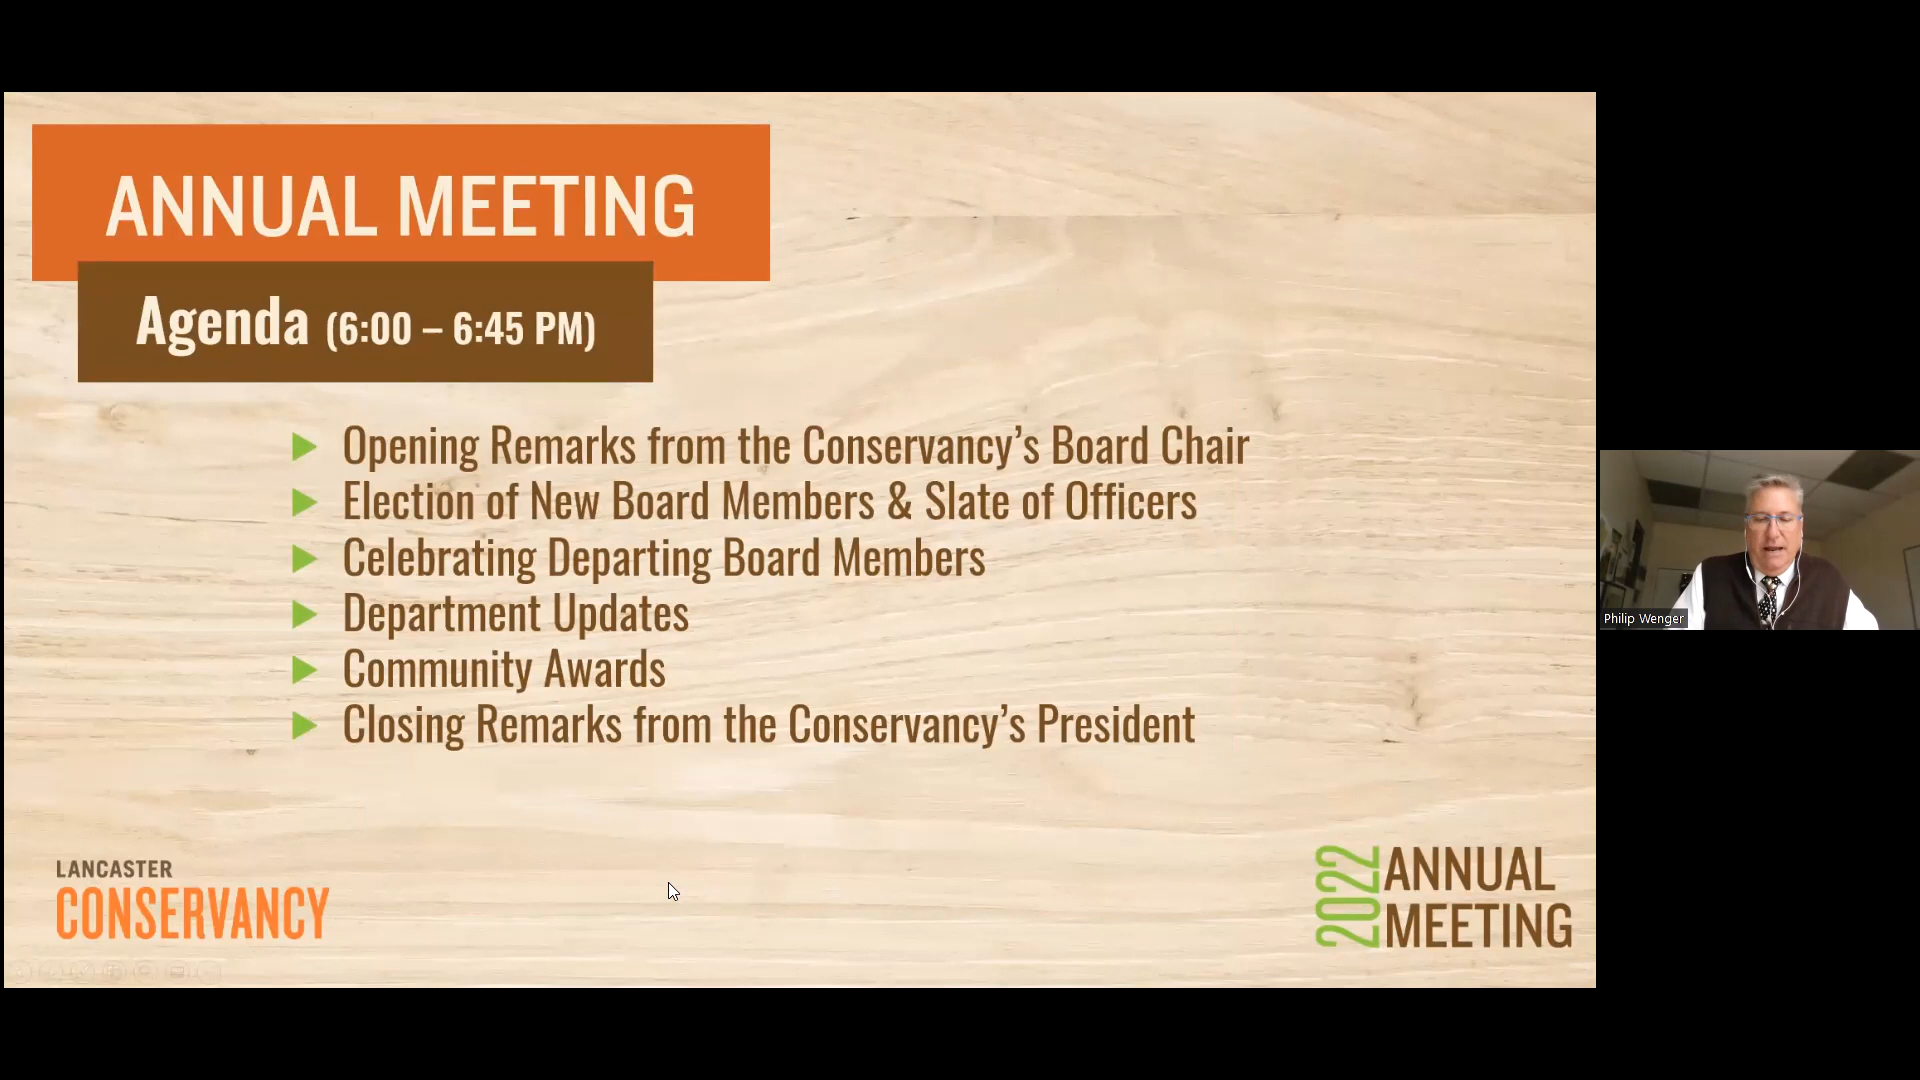 ANNUAL MEETING
Agenda (6:00 – 6:45 PM)
Opening Remarks from the Conservancy’s Board Chair
Election of New Board Members & Slate of Officers
Celebrating Departing Board Members
Department Updates
Community Awards
Closing Remarks from the Conservancy’s President
LANCASTER
CONSERVANCY
2022
ANNUAL
MEETING
Philip Wenger